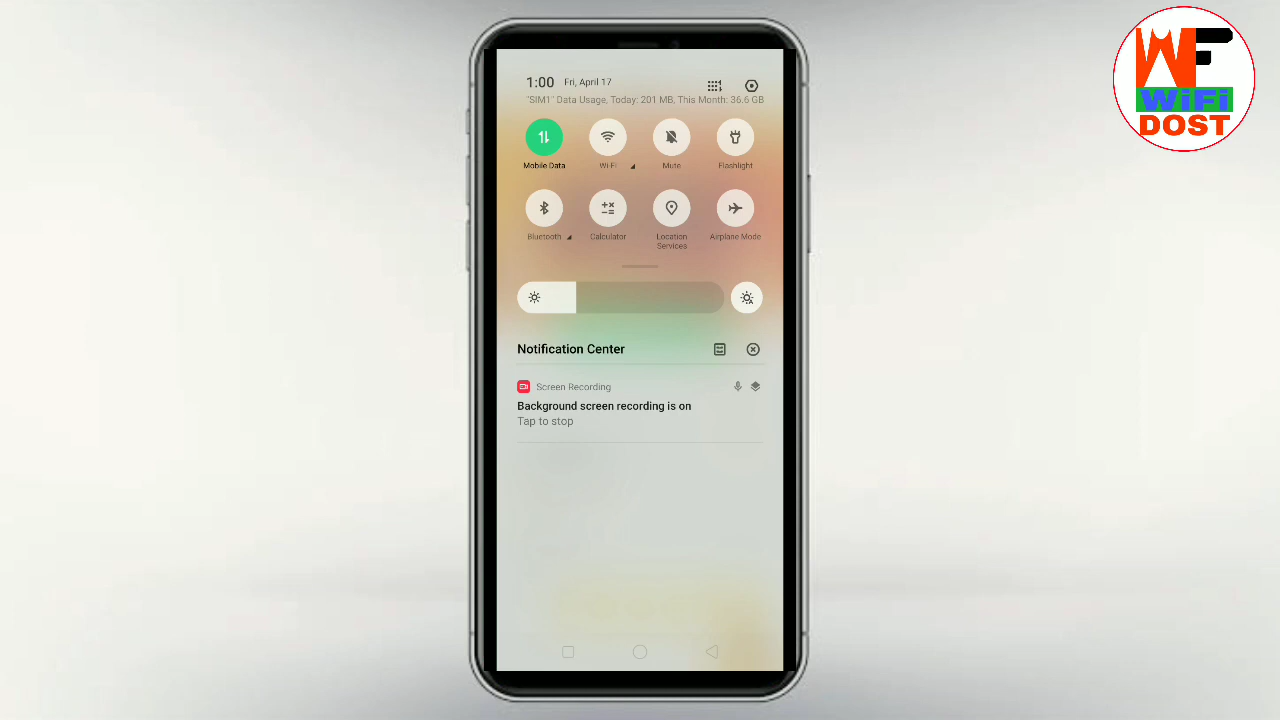 1:00 Fri, April 17
"SIM1" Data Usage, Today: 201 MB, This Month: 36.6 GB
Mobile Data Wi-Fi Mute Flashlight
Bluetooth Calculator Location Services Airplane Mode
Notification Center
Screen Recording
Background screen recording is on
Tap to stop
WF
WiFi
DOST